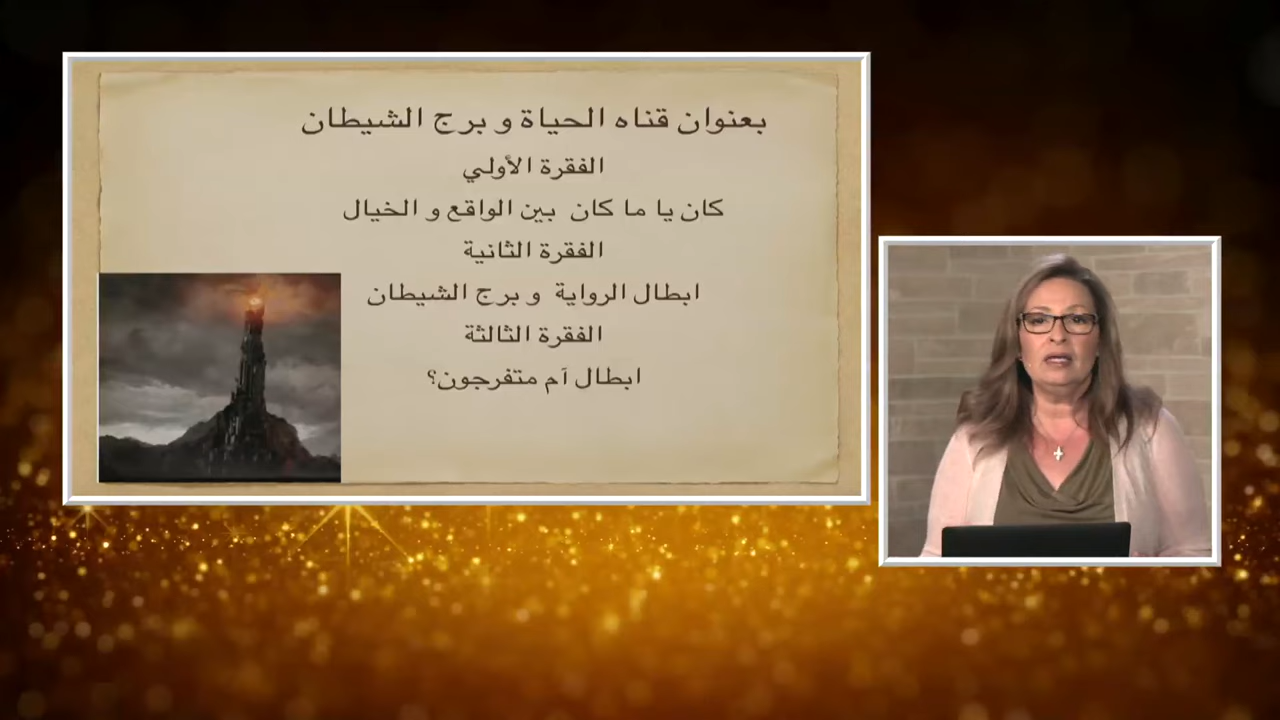 بعنوان قناه الحياة و برج الشيطان
الفقرة الأولي
كان يا ما كان بين الواقع و الخيال
الفقرة الثانية
ابطال الرواية و برج الشيطان
الفقرة الثالثة
ابطال آم متفرجون؟